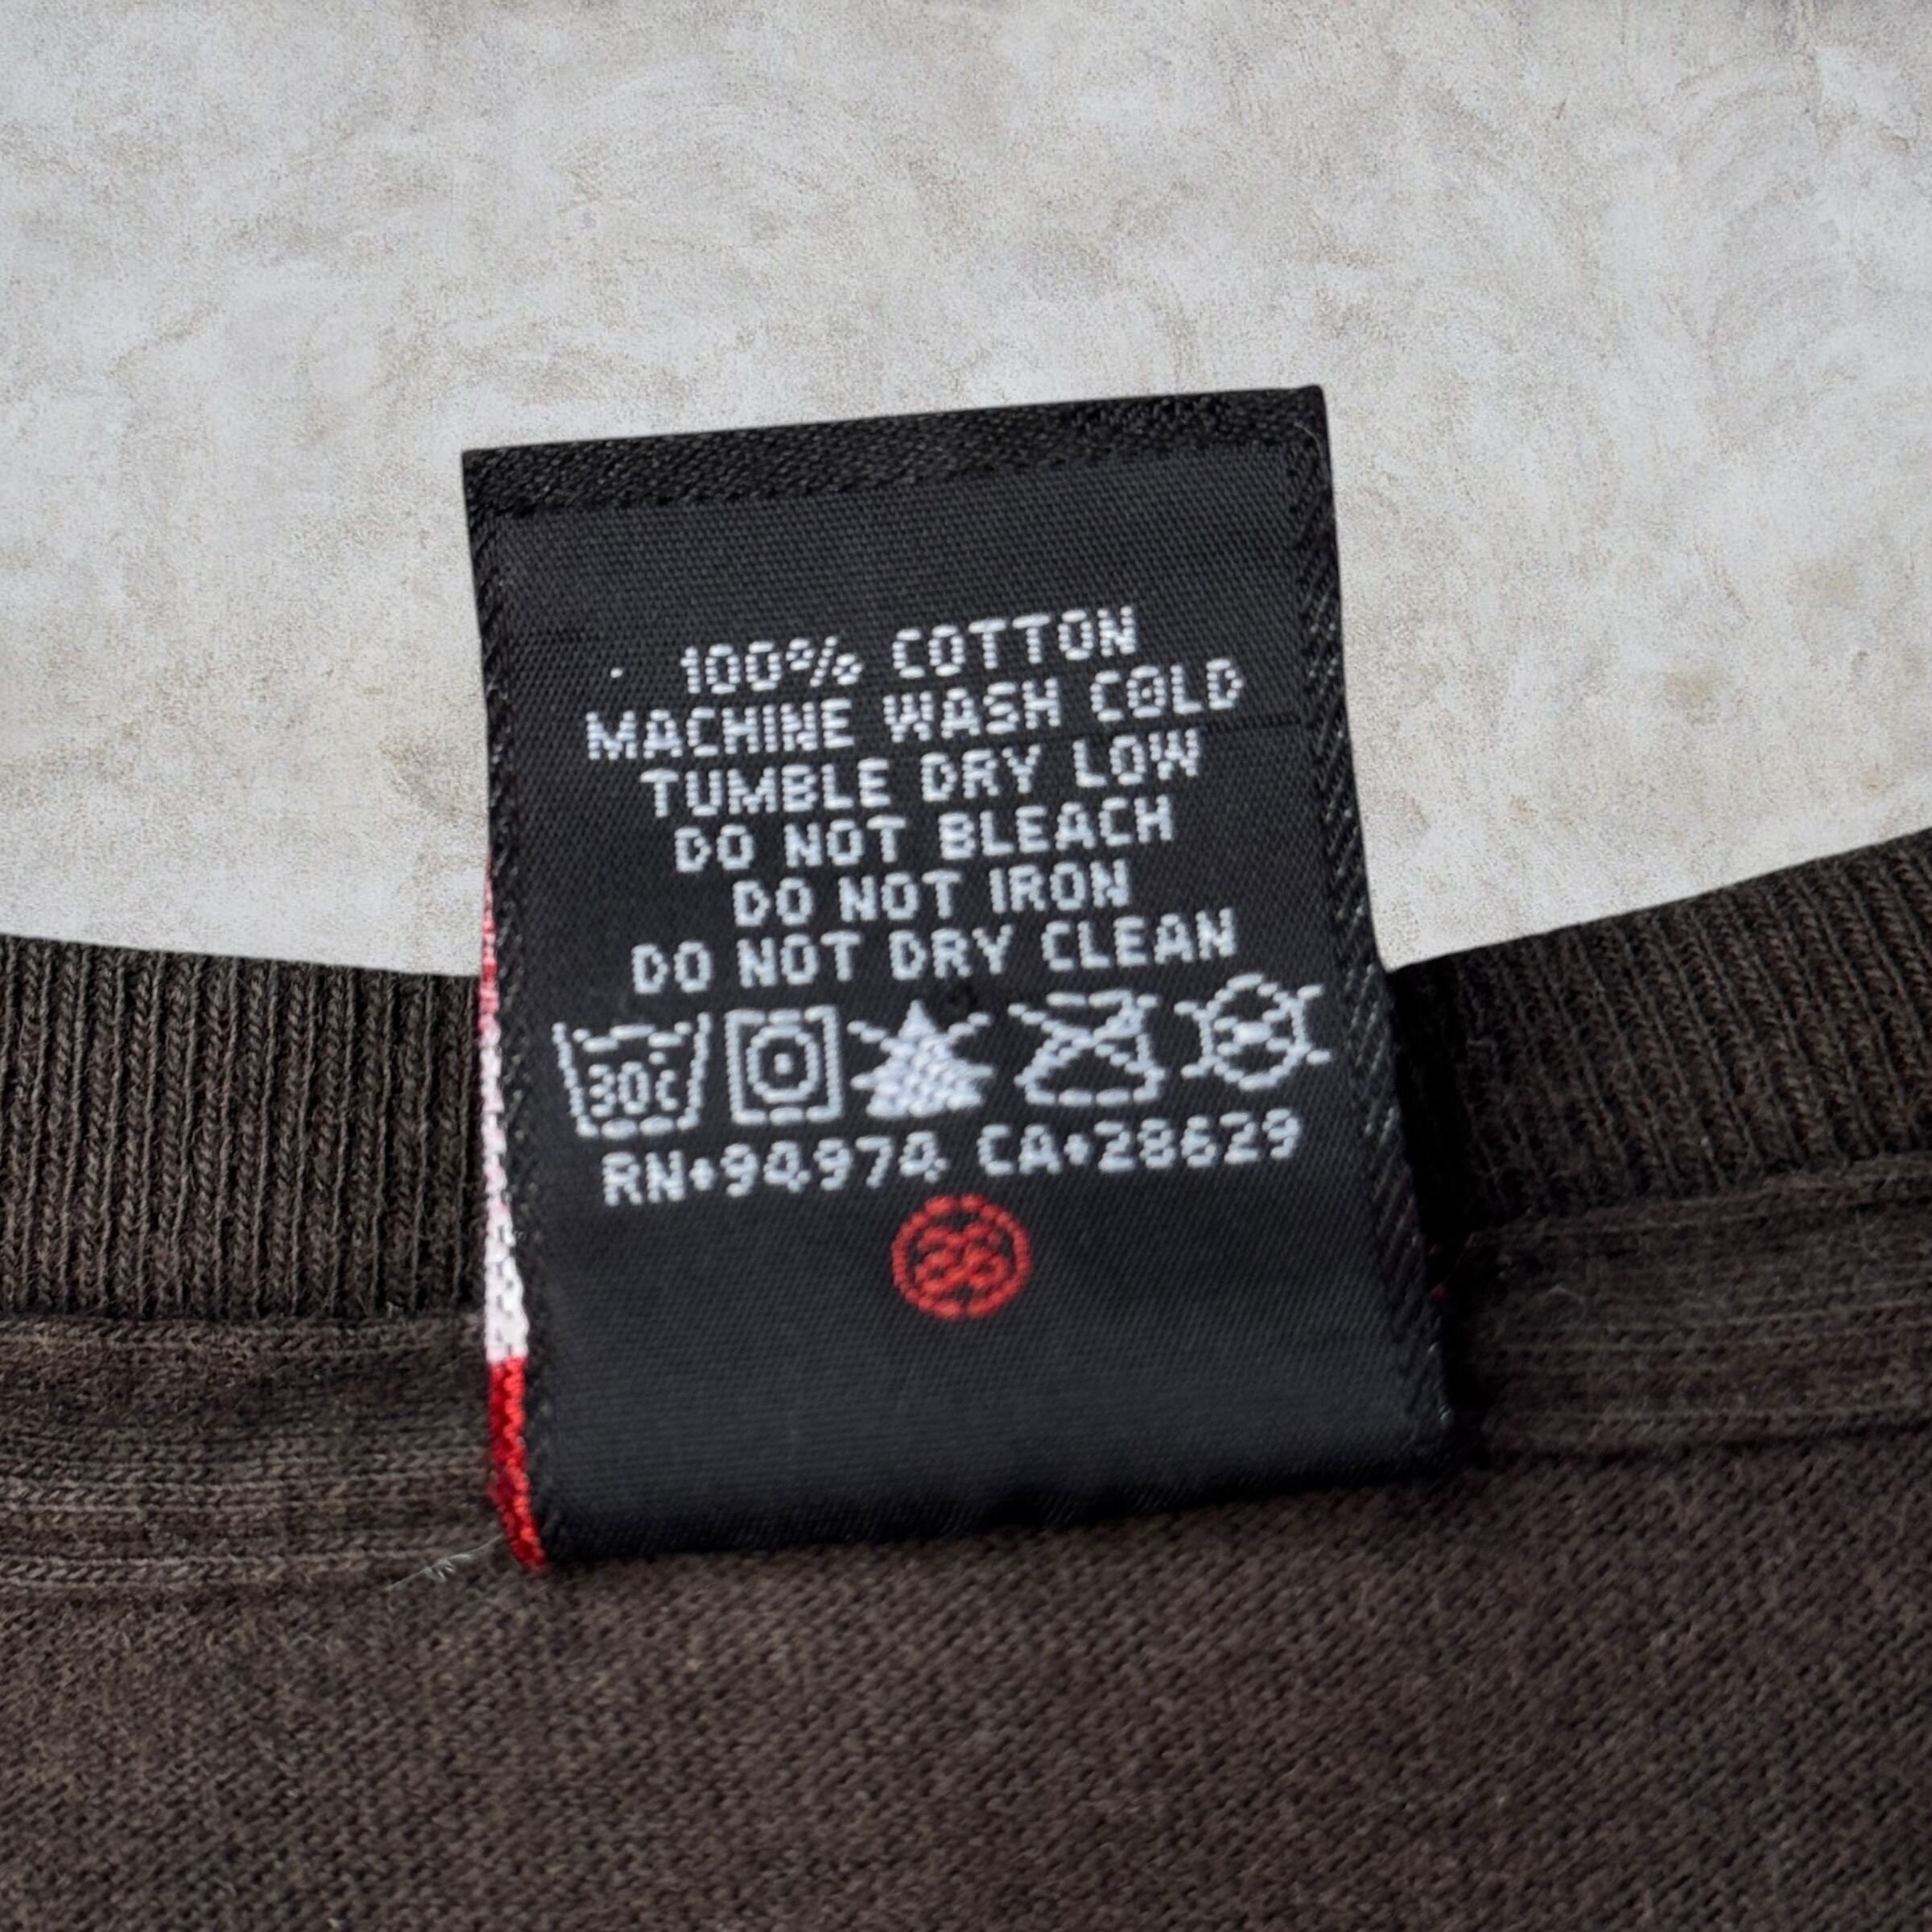 100% COTTON
MACHINE WASH COLD
TUMBLE DRY LOW
DO NOT BLEACH
DO NOT IRON
DO NOT DRY CLEAN
30°C
RN•94974 CA•28629